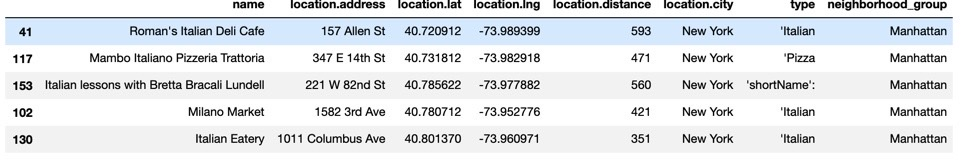 name location.address location.lat location.lng location.distance location.city type neighborhood_group
41 Roman's Italian Deli Cafe 157 Allen St 40.720912 -73.989399 593 New York 'Italian Manhattan
117 Mambo Italiano Pizzeria Trattoria 347 E 14th St 40.731812 -73.982918 471 New York 'Pizza Manhattan
153 Italian lessons with Bretta Bracali Lundell 221 W 82nd St 40.785622 -73.977882 560 New York 'shortName': Manhattan
102 Milano Market 1582 3rd Ave 40.780712 -73.952776 421 New York 'Italian Manhattan
130 Italian Eatery 1011 Columbus Ave 40.801370 -73.960971 351 New York 'Italian Manhattan